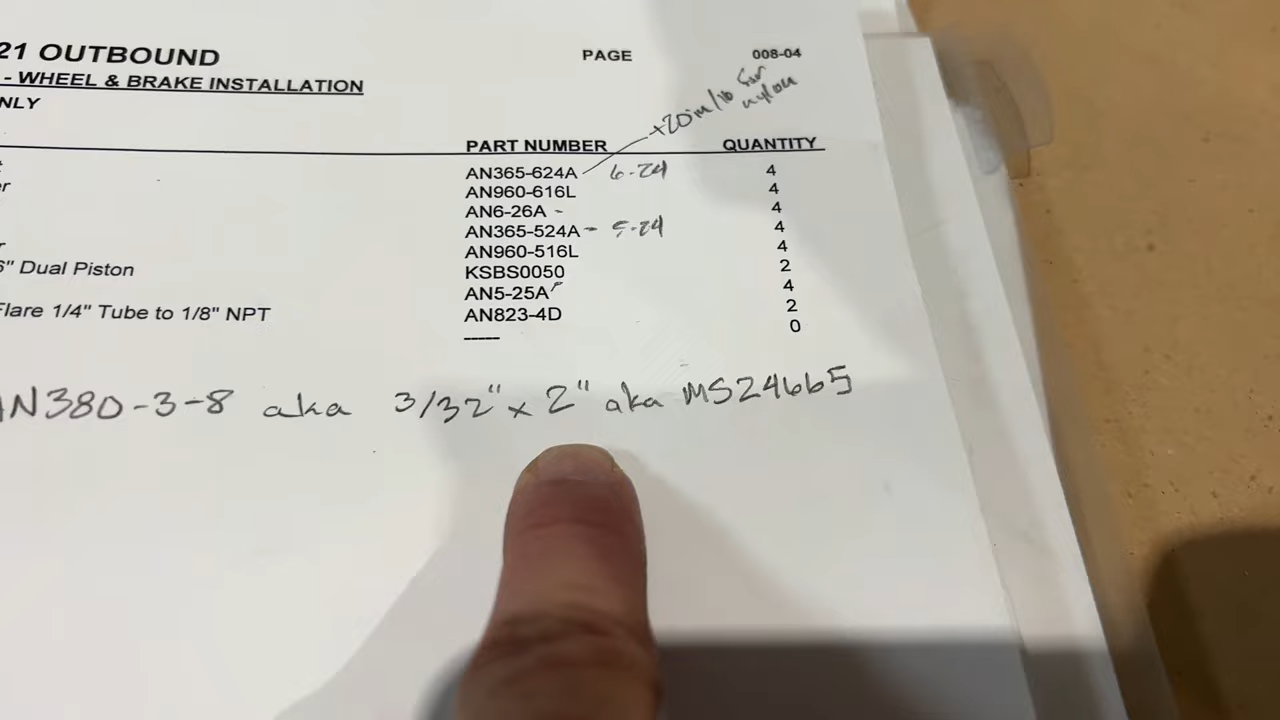 21 OUTBOUND PAGE 008-04
- WHEEL & BRAKE INSTALLATION
NLY
+20in/lb for
nylon
PART NUMBER QUANTITY
AN365-624A 6-24 4
er AN960-616L 4
AN6-26A - 4
AN365-524A - 5-24 4
AN960-516L 4
6" Dual Piston KSBS0050 2
AN5-25A 4
Flare 1/4" Tube to 1/8" NPT AN823-4D 2
----- 0
AN380-3-8 aka 3/32" x 2" aka MS24665